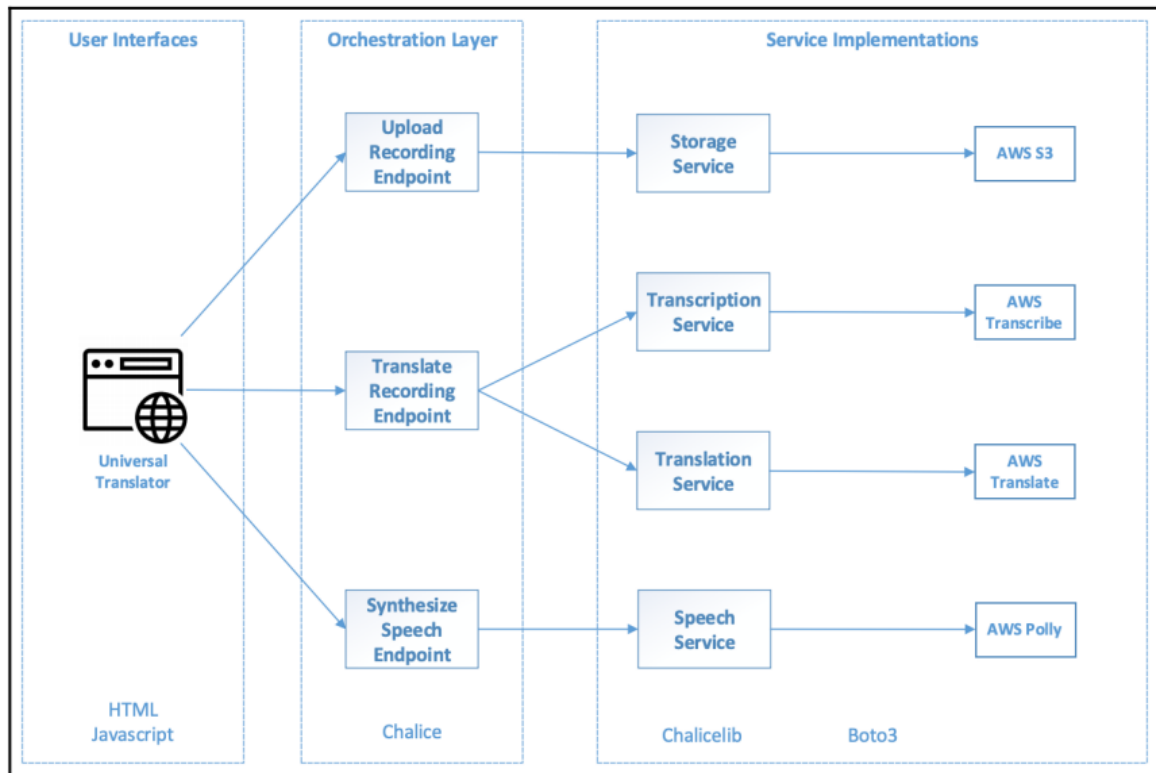 User Interfaces
Orchestration Layer
Service Implementations
Upload
Recording
Endpoint
Storage
Service
AWS S3
Transcription
Service
AWS
Transcribe
Universal
Translator
Translate
Recording
Endpoint
Translation
Service
AWS
Translate
Synthesize
Speech
Endpoint
Speech
Service
AWS Polly
HTML
Javascript
Chalice
Chalicelib
Boto3